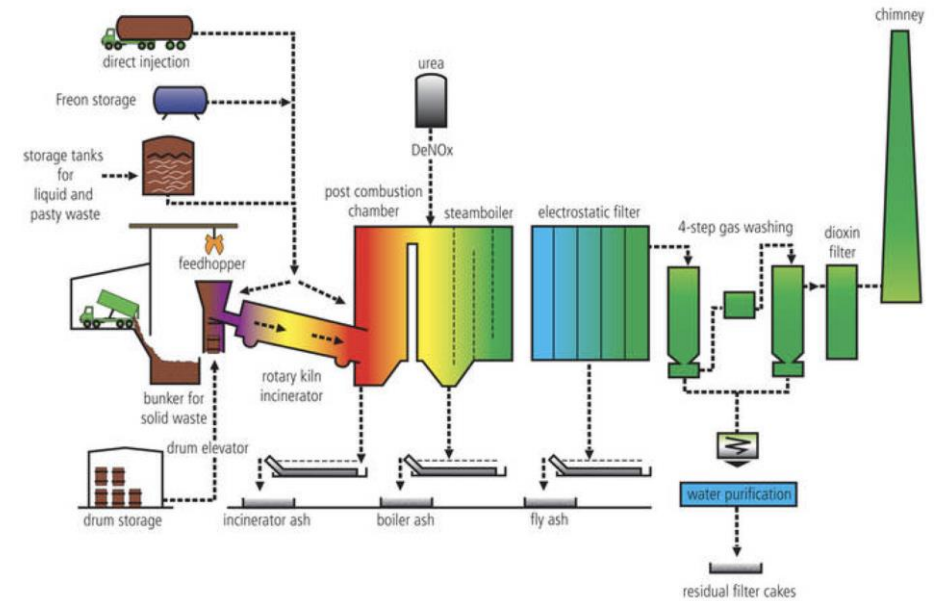 chimney
direct injection
urea
Freon storage
DeNOx
storage tanks
for
liquid and
pasty waste
post combustion
chamber
steamboiler
electrostatic filter
4-step gas washing
dioxin
filter
feedhopper
rotary kiln
incinerator
bunker for
solid waste
drum elevator
drum storage
incinerator ash
boiler ash
fly ash
water purification
residual filter cakes